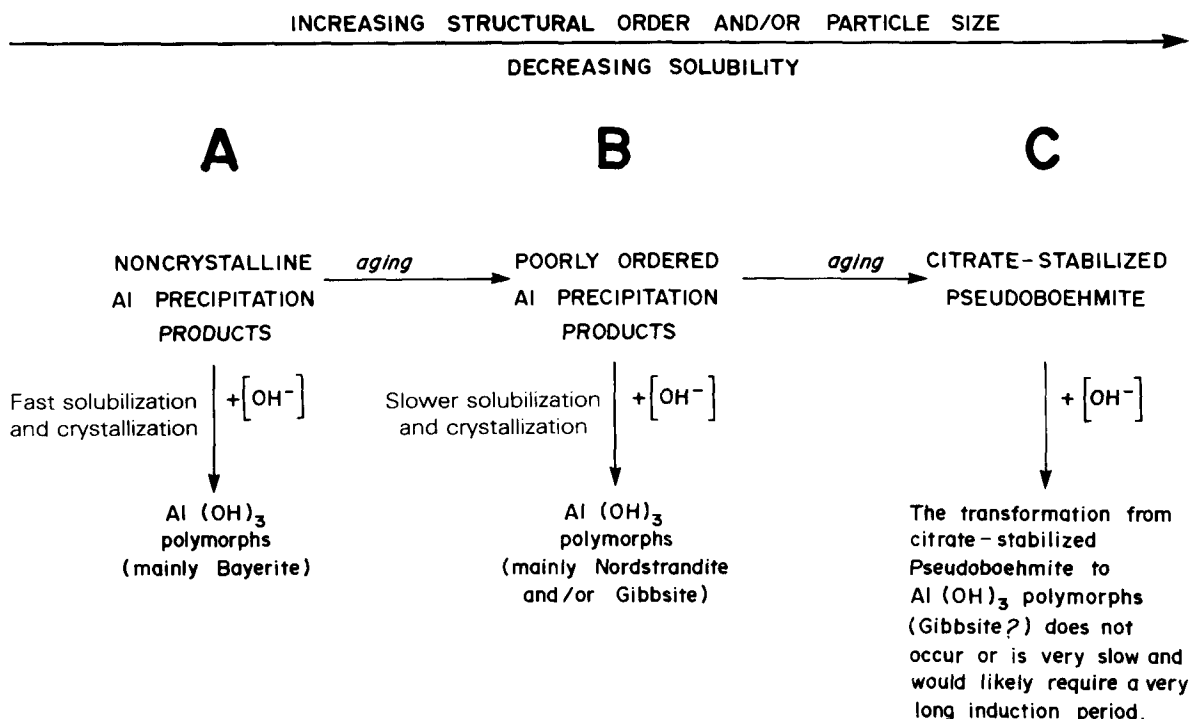 INCREASING STRUCTURAL ORDER AND/OR PARTICLE SIZE
DECREASING SOLUBILITY
A
B
C
NONCRYSTALLINE
Al PRECIPITATION
PRODUCTS
aging
POORLY ORDERED
Al PRECIPITATION
PRODUCTS
aging
CITRATE-STABILIZED
PSEUDOBOEHMITE
Fast solubilization
and crystallization
+[OH⁻]
Slower solubilization
and crystallization
+[OH⁻]
+[OH⁻]
Al (OH)₃
polymorphs
(mainly Bayerite)
Al (OH)₃
polymorphs
(mainly Nordstrandite
and/or Gibbsite)
The transformation from
citrate-stabilized
Pseudoboehmite to
Al (OH)₃ polymorphs
(Gibbsite?) does not
occur or is very slow and
would likely require a very
long induction period.